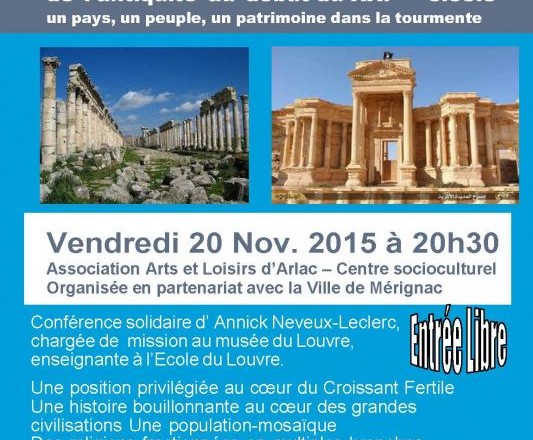 un pays, un peuple, un patrimoine dans la tourmente
Vendredi 20 Nov. 2015 à 20h30
Association Arts et Loisirs d'Arlac – Centre socioculturel
Organisée en partenariat avec la Ville de Mérignac
Conférence solidaire d' Annick Neveux-Leclerc,
chargée de mission au musée du Louvre,
enseignante à l'Ecole du Louvre.
Entrée Libre
Une position privilégiée au cœur du Croissant Fertile
Une histoire bouillonnante au cœur des grandes
civilisations Une population-mosaïque